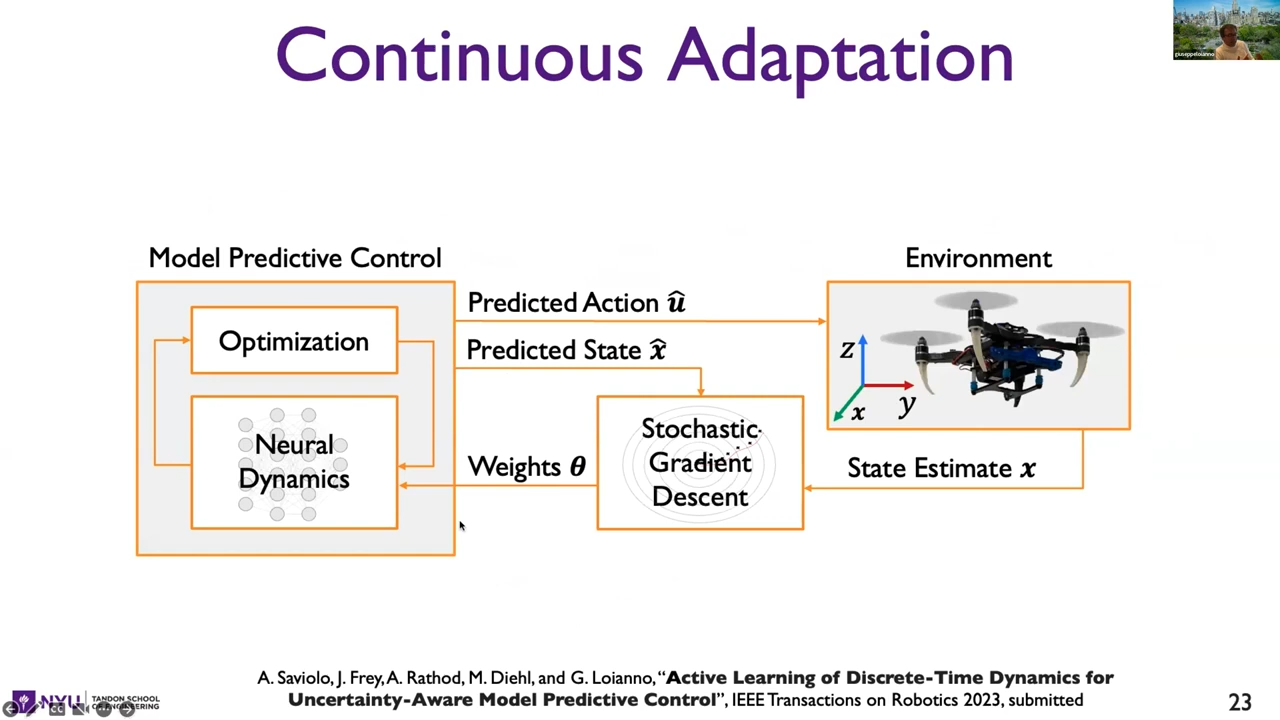 Continuous Adaptation
giuseppeloianno
Model Predictive Control
Environment
Optimization
Neural
Dynamics
Predicted Action û
Predicted State x̂
Weights θ
Stochastic
Gradient
Descent
z
x
y
State Estimate x
A. Saviolo, J. Frey, A. Rathod, M. Diehl, and G. Loianno, “Active Learning of Discrete-Time Dynamics for
Uncertainty-Aware Model Predictive Control”, IEEE Transactions on Robotics 2023, submitted
NYU
TANDON SCHOOL
OF ENGINEERING
23